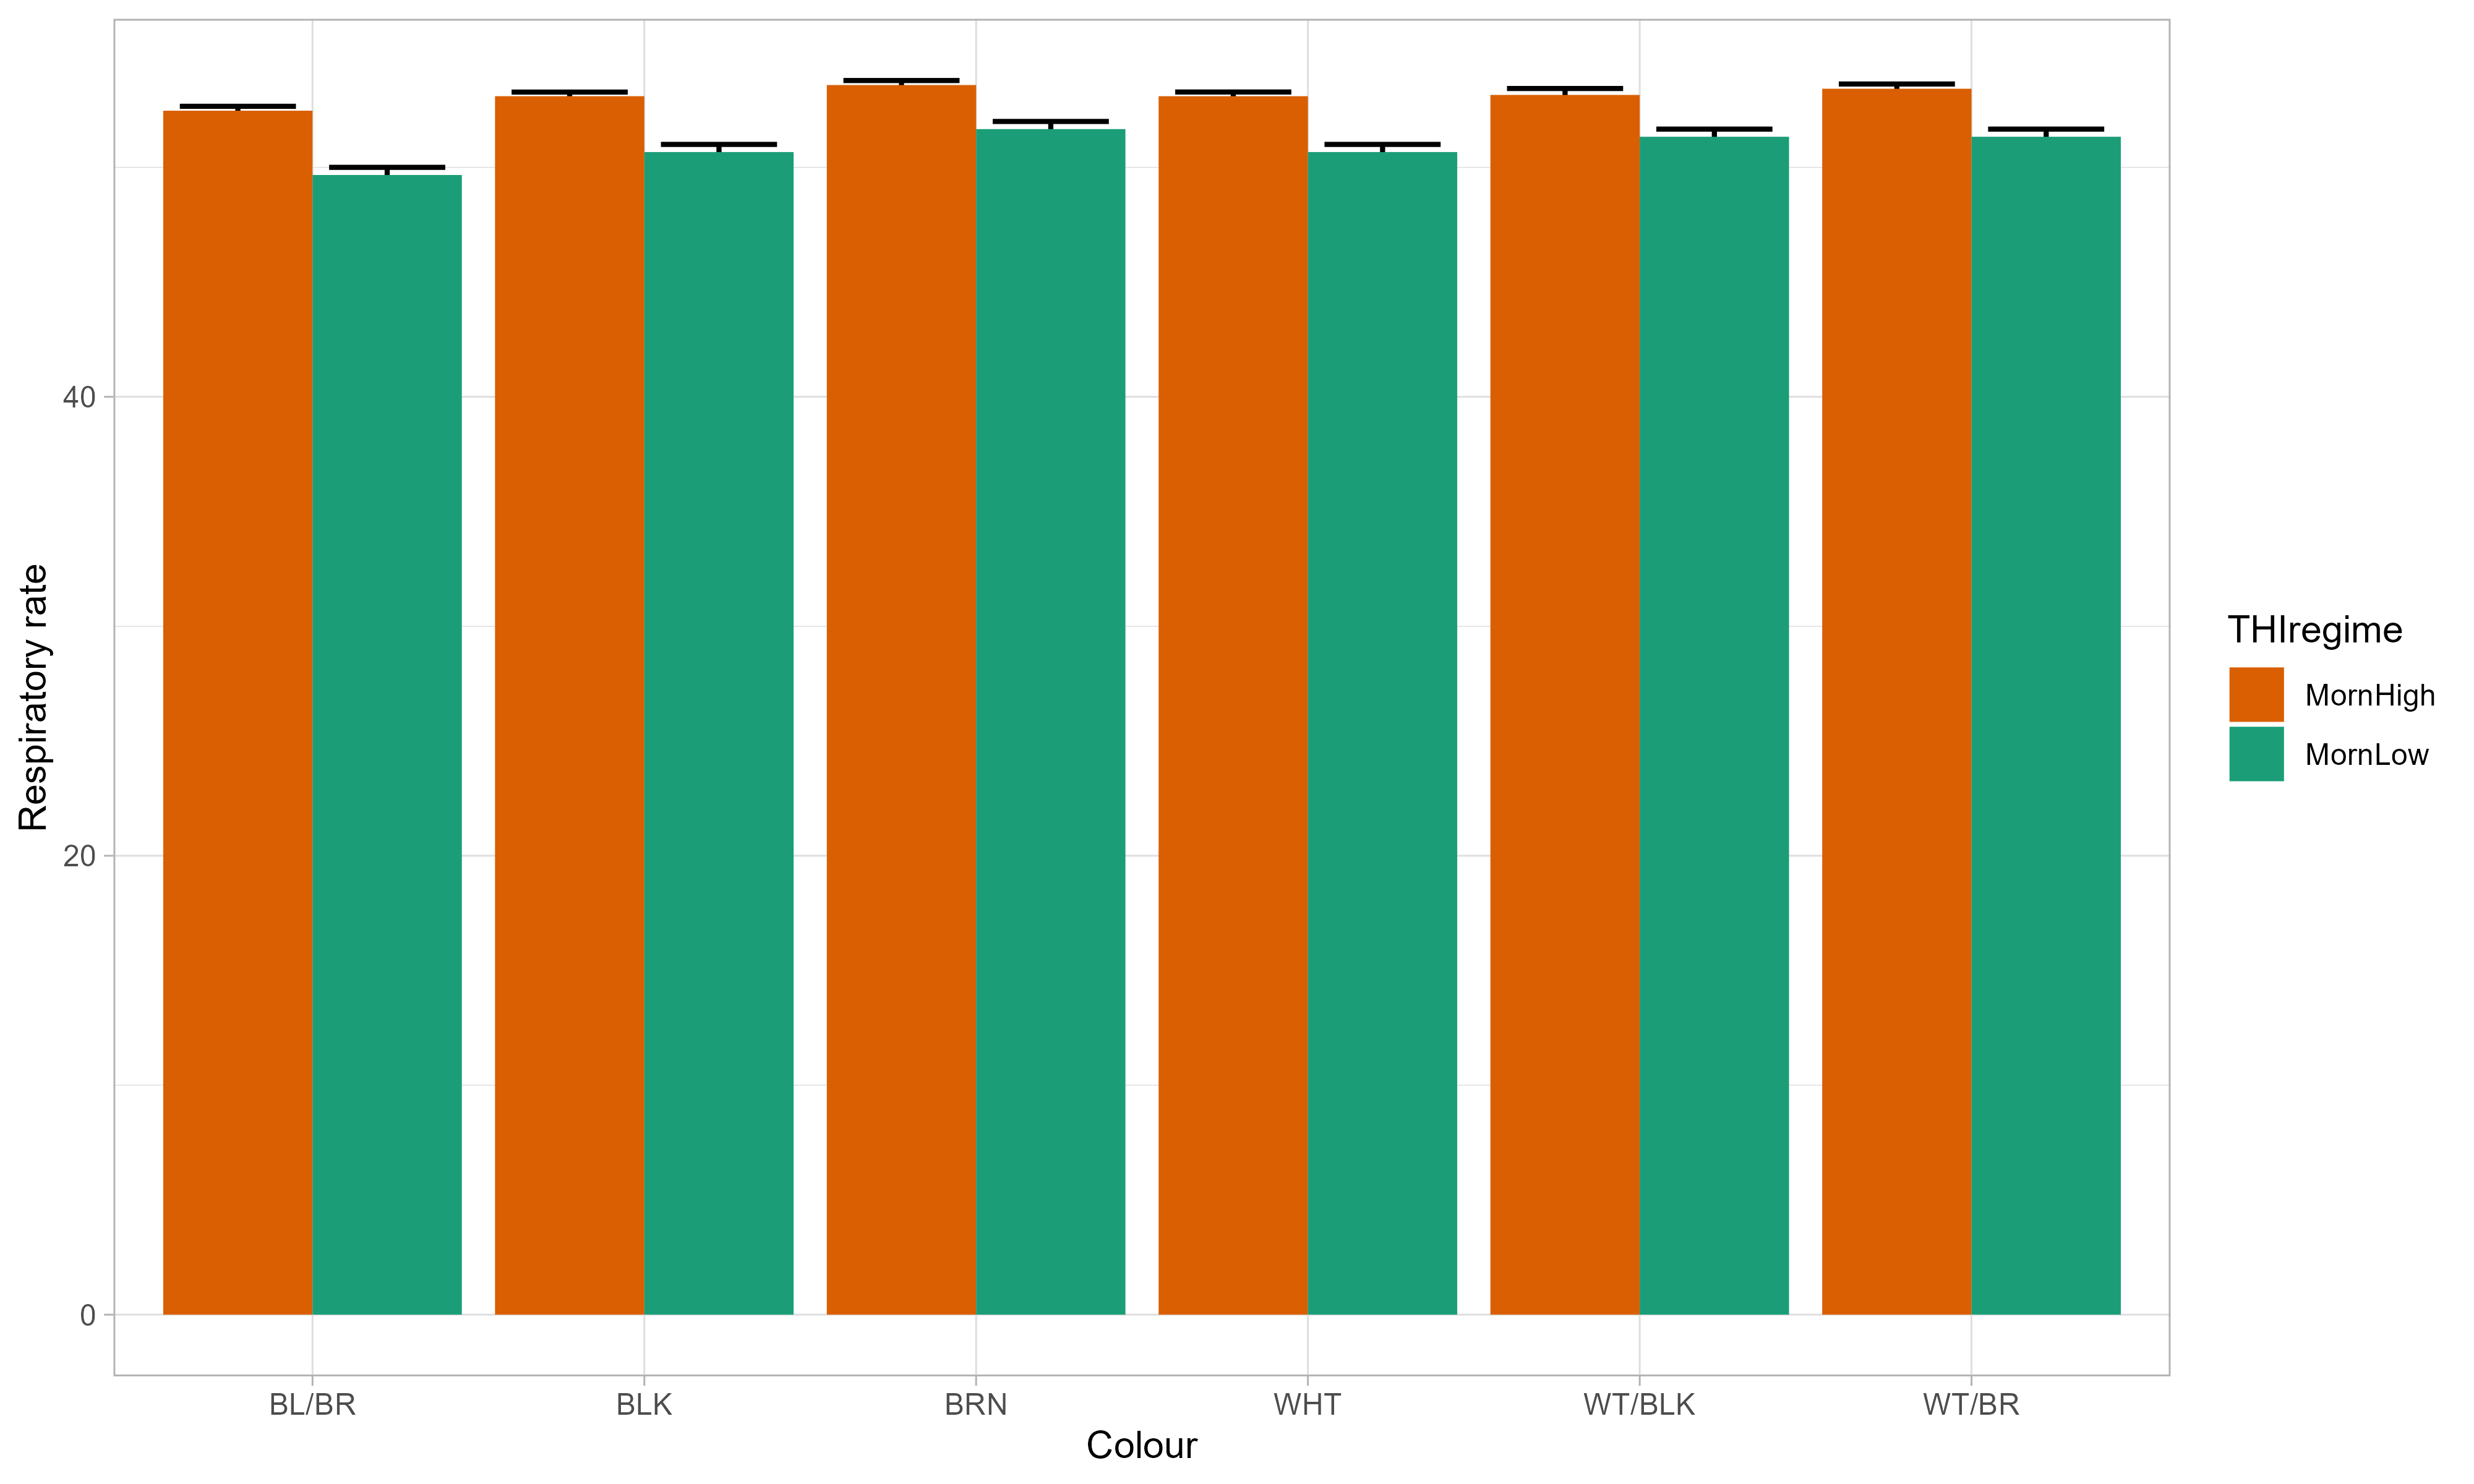 Respiratory rate
40
20
0
BL/BR BLK BRN WHT WT/BLK WT/BR
Colour
THIregime
MornHigh
MornLow